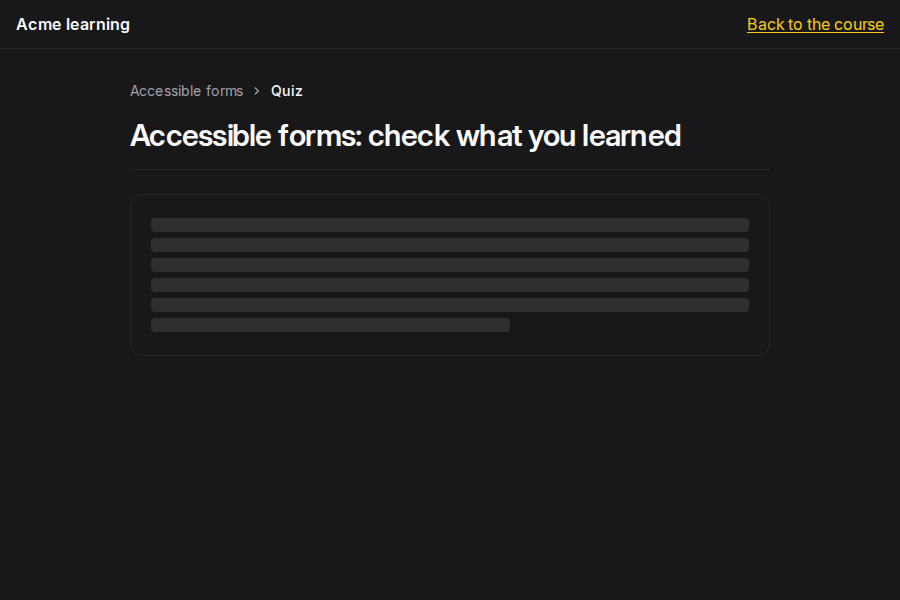 Acme learning
Back to the course
Accessible forms > Quiz
Accessible forms: check what you learned